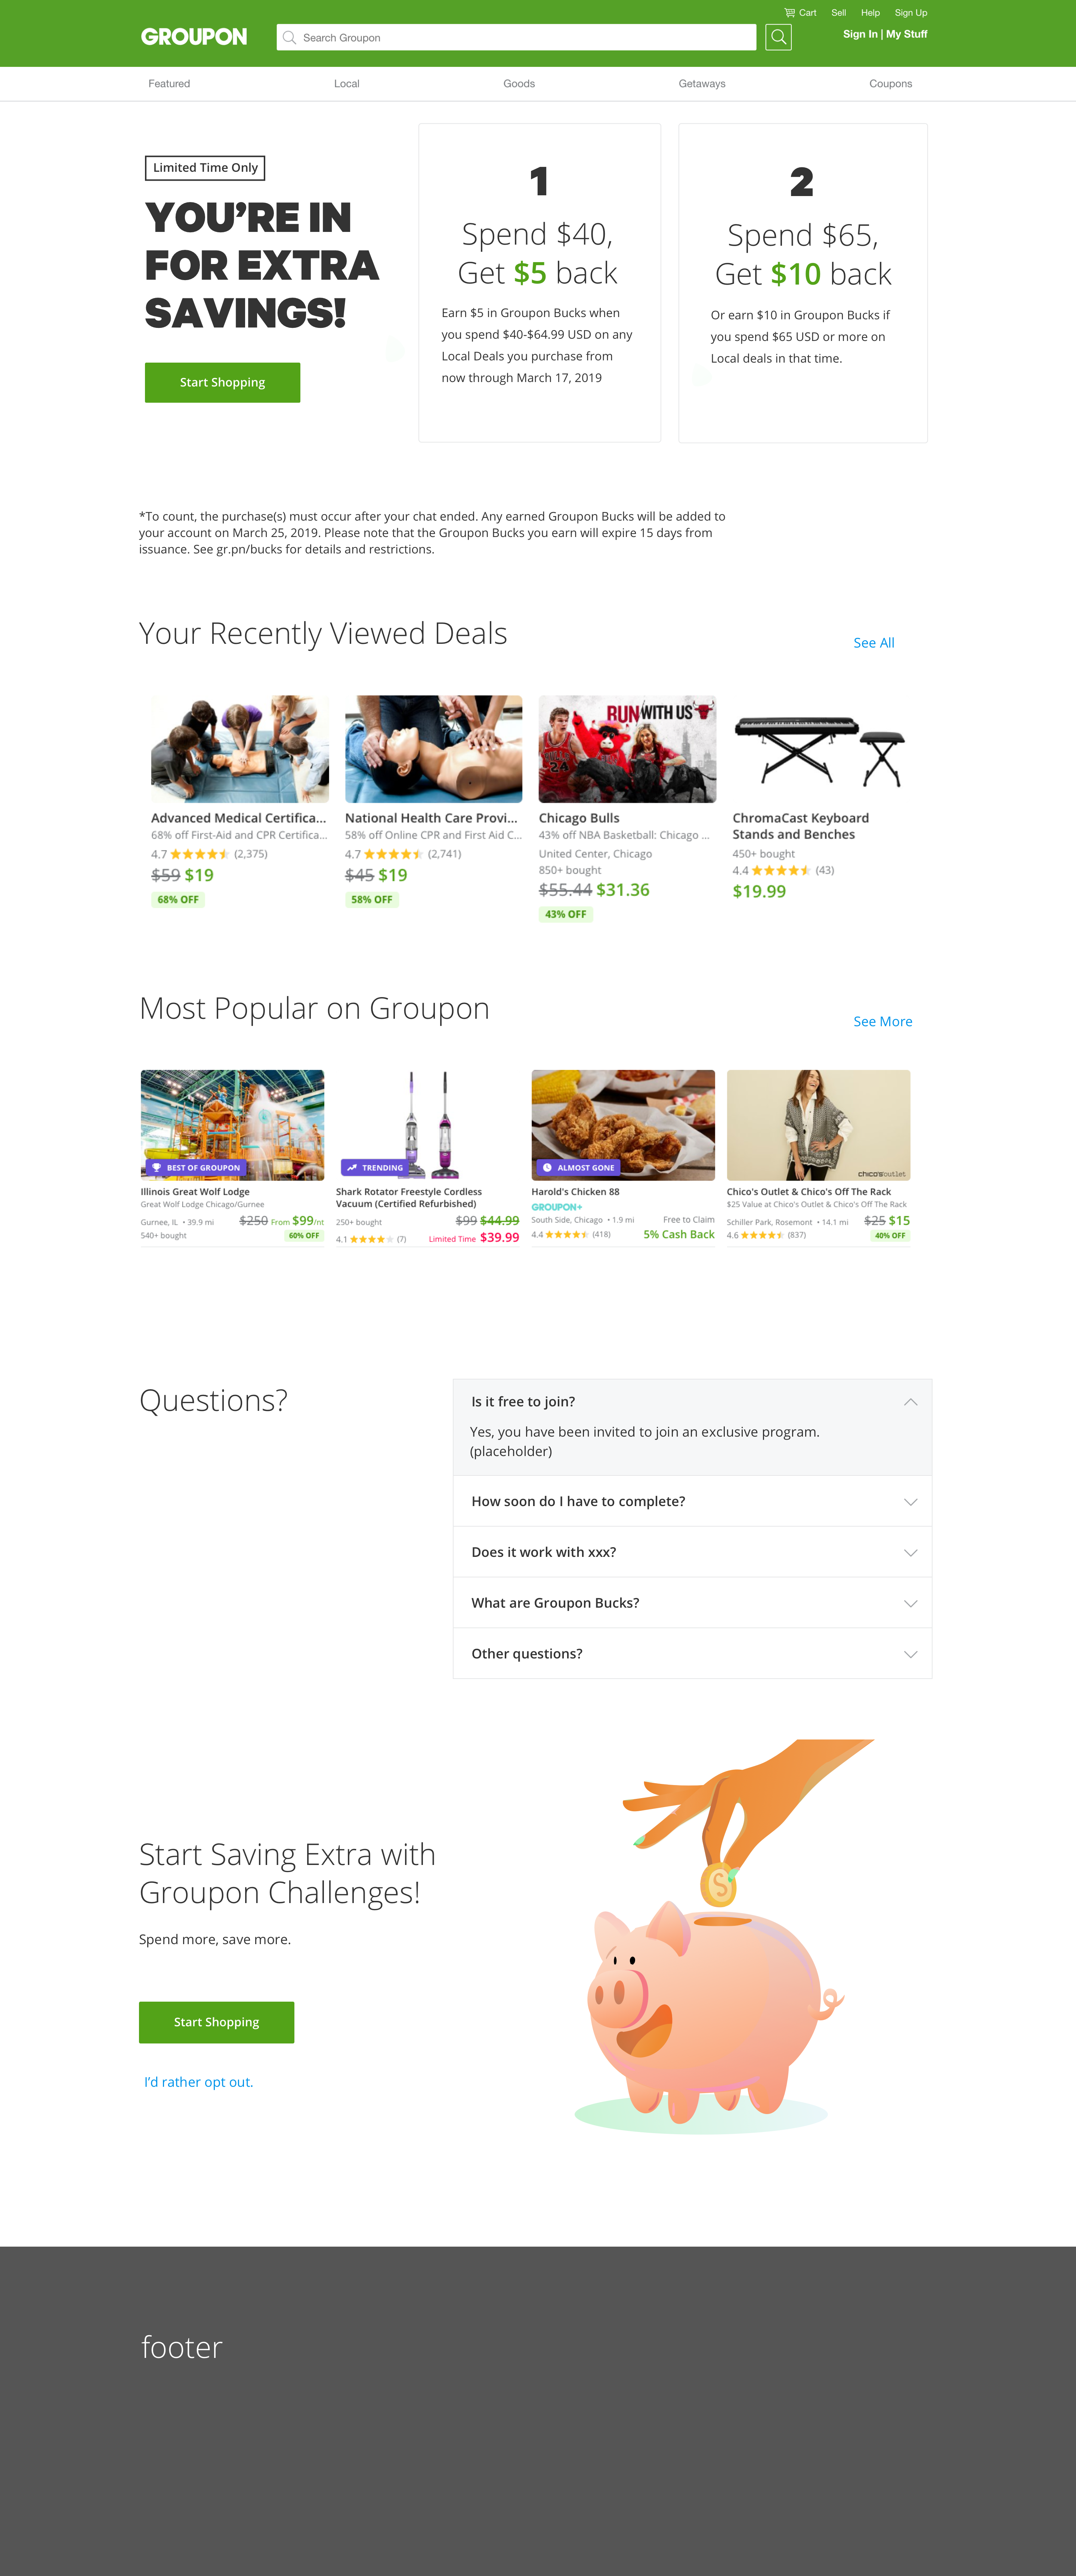 Cart Sell Help Sign Up
GROUPON
Search Groupon
Sign In | My Stuff
Featured Local Goods Getaways Coupons
Limited Time Only
YOU’RE IN
FOR EXTRA
SAVINGS!
Start Shopping
1
Spend $40,
Get $5 back
Earn $5 in Groupon Bucks when
you spend $40-$64.99 USD on any
Local Deals you purchase from
now through March 17, 2019
2
Spend $65,
Get $10 back
Or earn $10 in Groupon Bucks if
you spend $65 USD or more on
Local deals in that time.
*To count, the purchase(s) must occur after your chat ended. Any earned Groupon Bucks will be added to
your account on March 25, 2019. Please note that the Groupon Bucks you earn will expire 15 days from
issuance. See gr.pn/bucks for details and restrictions.
Your Recently Viewed Deals
See All
Advanced Medical Certifica...
68% off First-Aid and CPR Certifica...
4.7 (2,375)
$59 $19
68% OFF
National Health Care Provi...
58% off Online CPR and First Aid C...
4.7 (2,741)
$45 $19
58% OFF
RUN WITH US
BULLS
24
Chicago Bulls
43% off NBA Basketball: Chicago ...
United Center, Chicago
850+ bought
$55.44 $31.36
43% OFF
ChromaCast Keyboard
Stands and Benches
450+ bought
4.4 (43)
$19.99
Most Popular on Groupon
See More
BEST OF GROUPON
Illinois Great Wolf Lodge
Great Wolf Lodge Chicago/Gurnee
Gurnee, IL • 39.9 mi $250 From $99/nt
540+ bought 60% OFF
TRENDING
Shark Rotator Freestyle Cordless
Vacuum (Certified Refurbished)
250+ bought $99 $44.99
4.1 (7) Limited Time $39.99
ALMOST GONE
Harold's Chicken 88
GROUPON+
South Side, Chicago • 1.9 mi Free to Claim
4.4 (418) 5% Cash Back
chico's outlet
Chico's Outlet & Chico's Off The Rack
$25 Value at Chico's Outlet & Chico's Off The Rack
Schiller Park, Rosemont • 14.1 mi $25 $15
4.6 (837) 40% OFF
Questions?
Is it free to join?
Yes, you have been invited to join an exclusive program.
(placeholder)
How soon do I have to complete?
Does it work with xxx?
What are Groupon Bucks?
Other questions?
Start Saving Extra with
Groupon Challenges!
Spend more, save more.
Start Shopping
I’d rather opt out.
$
footer